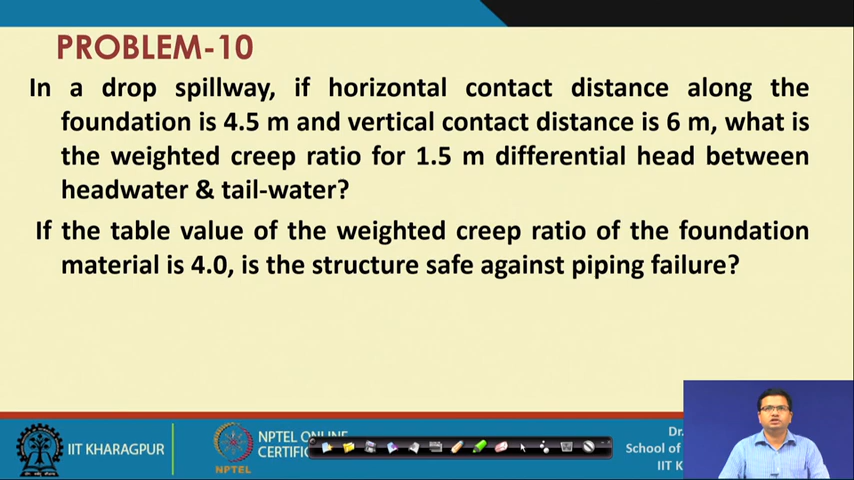 PROBLEM-10
In a drop spillway, if horizontal contact distance along the
foundation is 4.5 m and vertical contact distance is 6 m, what is
the weighted creep ratio for 1.5 m differential head between
headwater & tail-water?
If the table value of the weighted creep ratio of the foundation
material is 4.0, is the structure safe against piping failure?
IIT KHARAGPUR
NPTEL
NPTEL ONLINE
CERTIFIC
Dr.
School of
IIT K